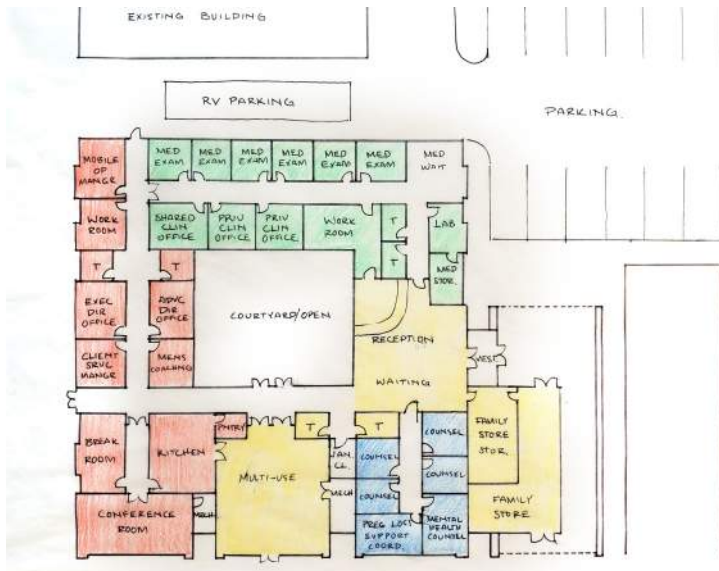 EXISTING BUILDING
RV PARKING
PARKING.
MOBILE
OP
MANGR
MED
EXAM
MED
EXAM
MED
EXAM
MED
EXAM
MED
EXAM
MED
EXAM
MED
WAIT
WORK
ROOM
SHARED
CLIN
OFFICE
PRIV
CLIN
OFFICE
PRIV
CLIN
OFFICE
WORK
ROOM
T
LAB
T
T
T
MED
STOR.
EXEC
DIR
OFFICE
ADVC
DIR
OFFICE
COURTYARD/OPEN
RECEPTION
CLIENT
SRVC
MANGR
MENS
COACHING
WAITING
VEST.
BREAK
ROOM
KITCHEN
PNTRY
T
T
JAN.
CL.
COUNSEL
COUNSEL
FAMILY
STORE
STOR.
MULTI-USE
COUNSEL
COUNSEL
MECH
CONFERENCE
ROOM
MECH
PREG LOSS
SUPPORT
COORD.
MENTAL
HEALTH
COUNSEL
FAMILY
STORE